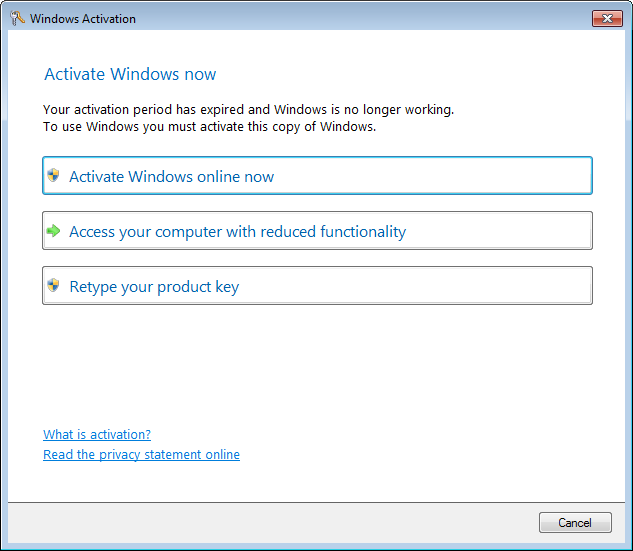 Windows Activation
Activate Windows now
Your activation period has expired and Windows is no longer working.
To use Windows you must activate this copy of Windows.
Activate Windows online now
Access your computer with reduced functionality
Retype your product key
What is activation?
Read the privacy statement online
Cancel